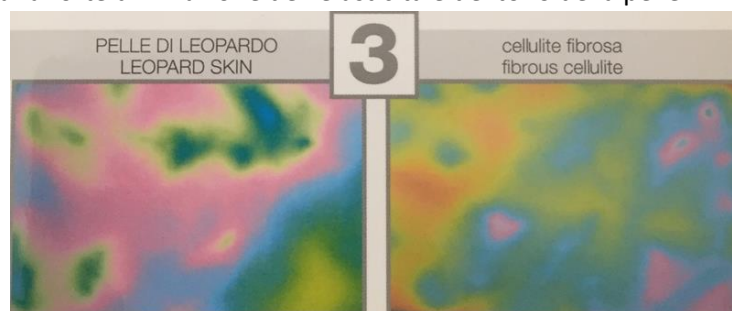 PELLE DI LEOPARDO
LEOPARD SKIN
3
cellulite fibrosa
fibrous cellulite